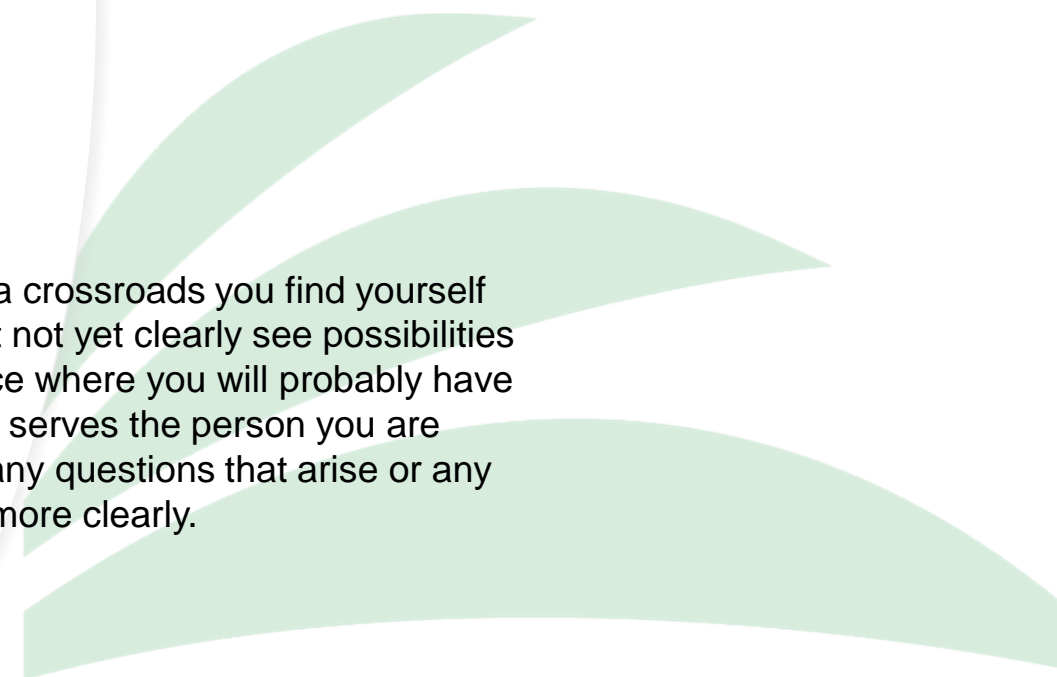 a crossroads you find yourself
not yet clearly see possibilities
where you will probably have
serves the person you are
any questions that arise or any
more clearly.